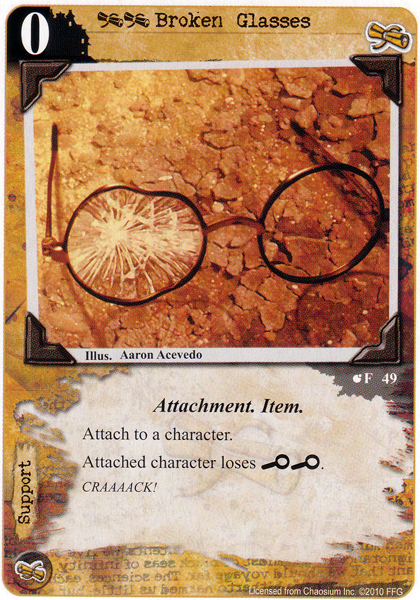 0
Broken Glasses
Illus. Aaron Acevedo
F 49
Attachment. Item.
Attach to a character.
Attached character loses .
CRAAAACK!
Support
Licensed from Chaosium Inc. ©2010 FFG